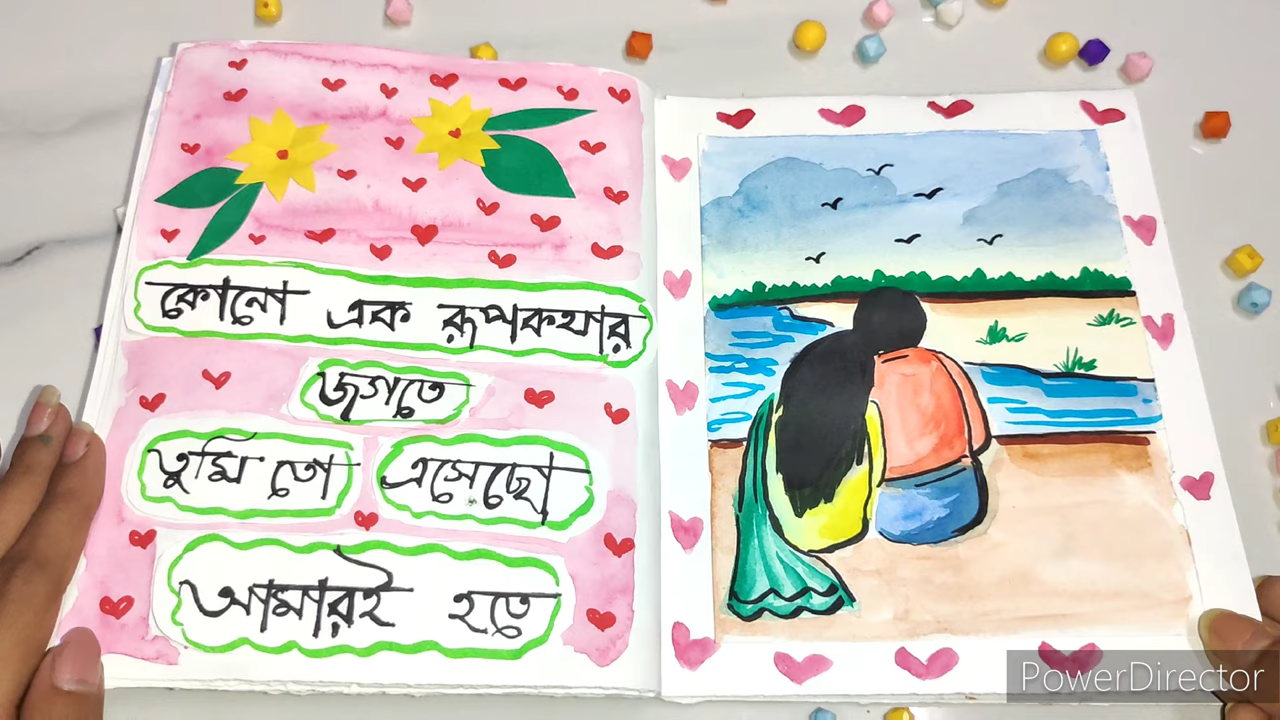 কোনো এক রূপকথার
জগতে
তুমি তো এসেছো
আমারই হতে
PowerDirector